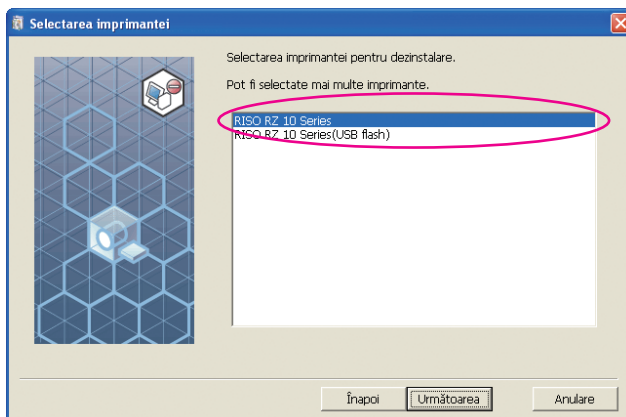 Selectarea imprimantei
Selectarea imprimantei pentru dezinstalare.
Pot fi selectate mai multe imprimante.
RISO RZ 10 Series
RISO RZ 10 Series(USB flash)
Înapoi Următoarea Anulare